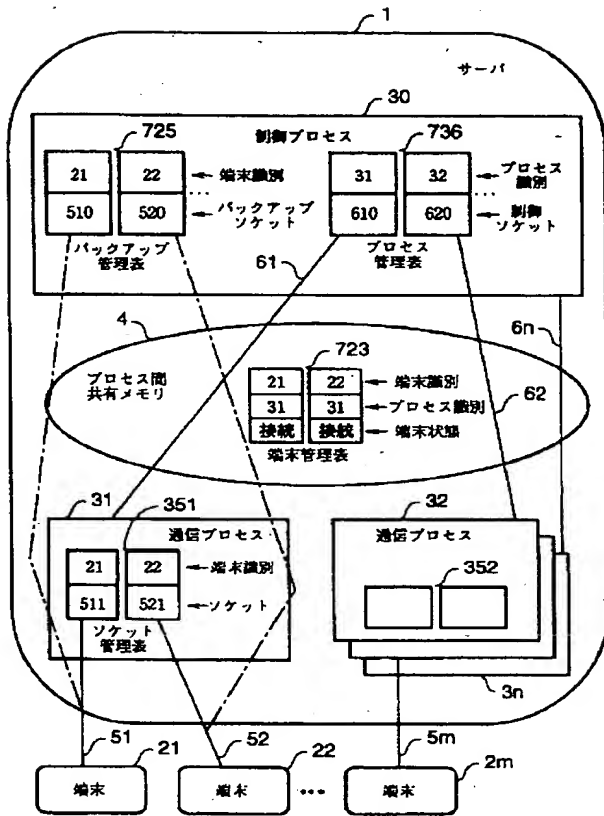 1
サーバ
30
制御プロセス
725
736
21 22 端末識別
31 32 プロセス識別
510 520 バックアップソケット
610 620 制御ソケット
バックアップ管理表
プロセス管理表
61
6n
4
プロセス間共有メモリ
723
21 22 端末識別
31 31 プロセス識別
接続 接続 端末状態
端末管理表
62
31
351
通信プロセス
21 22 端末識別
511 521 ソケット
ソケット管理表
32
通信プロセス
352
3n
51
21
52
22
5m
2m
端末
端末
•••
端末